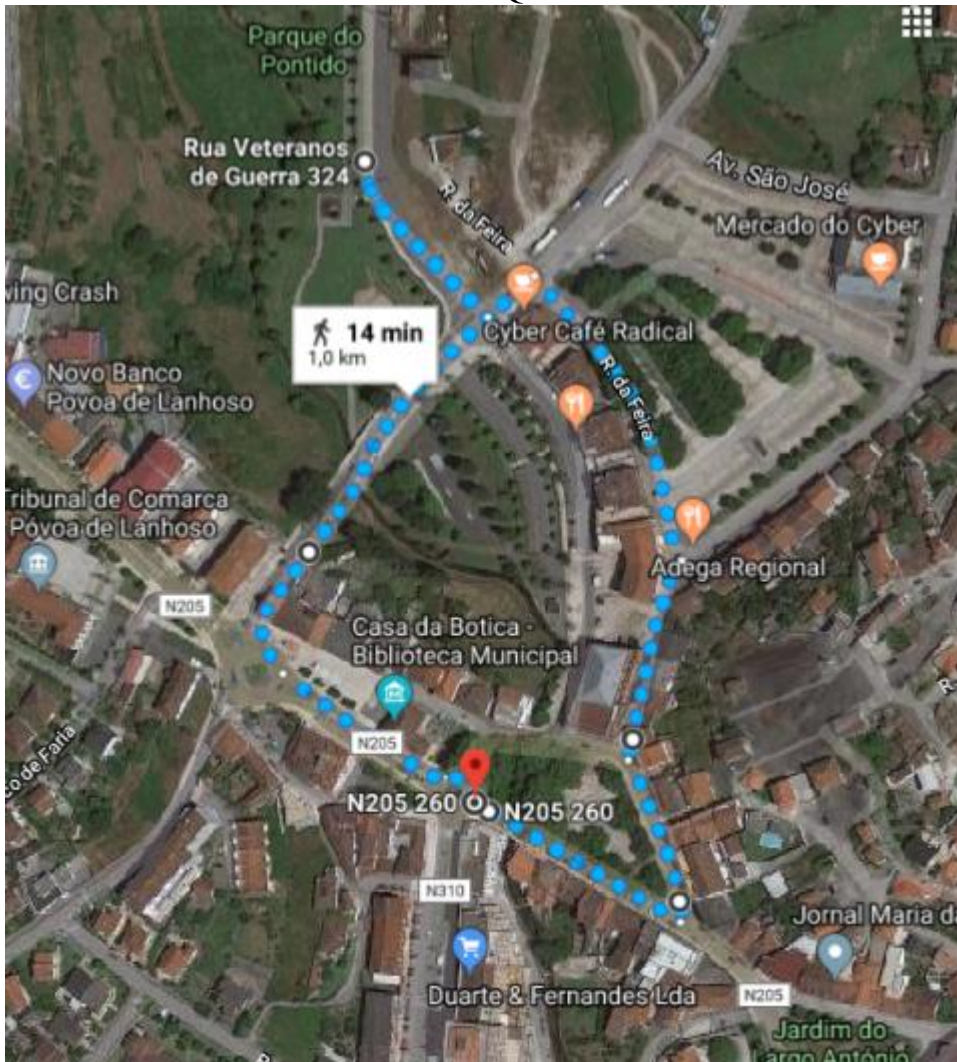 Parque do
Pontido
Rua Veteranos
de Guerra 324
R. da Feira
Av. São José
Mercado do Cyber
wing Crash
14 min
1,0 km
Cyber Café Radical
Novo Banco
Povoa de Lanhoso
R. da Feira
Tribunal de Comarca
Póvoa de Lanhoso
Adega Regional
N205
Casa da Botica -
Biblioteca Municipal
R.
co de Faria
N205
N205 260
N205 260
N310
Jornal Maria da
Duarte & Fernandes Lda
N205
Jardim do
Largo António